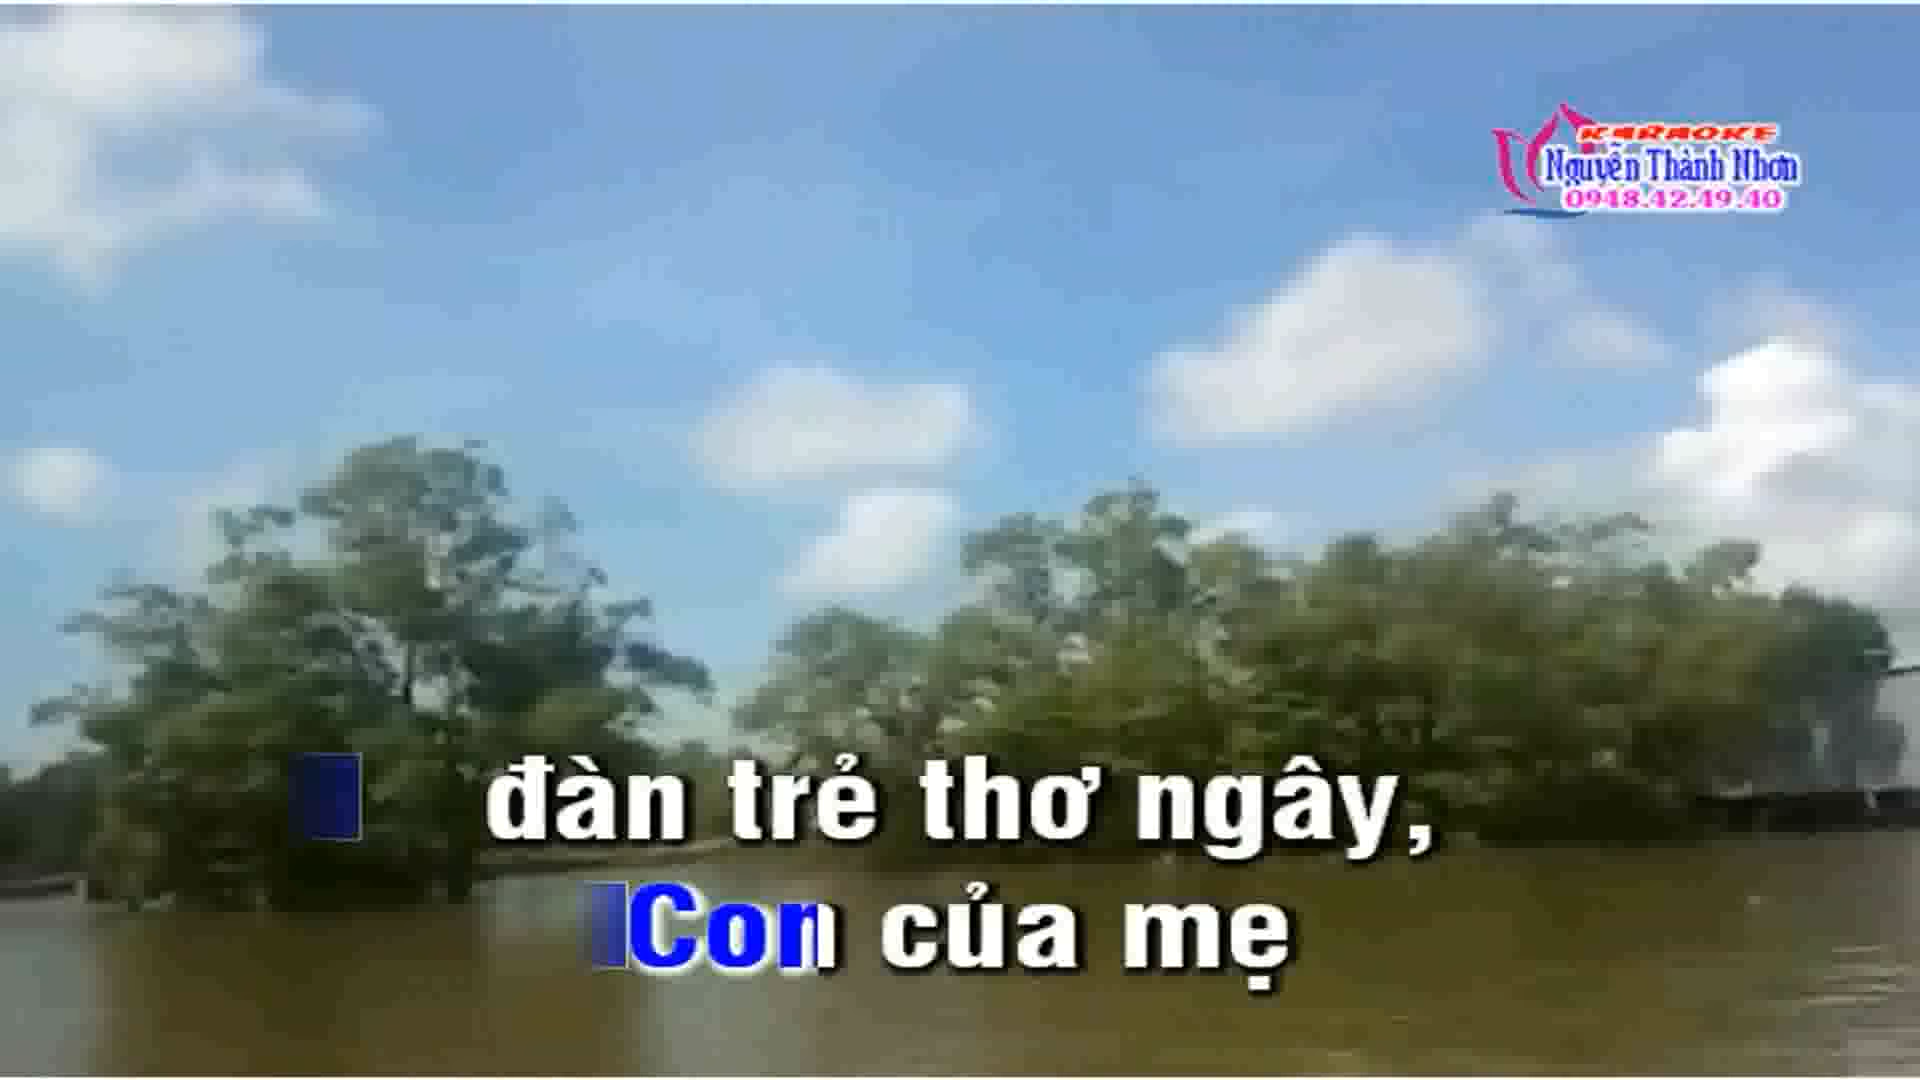 KARAOKE
Nguyễn Thành Nhơn
0948.42.49.40
đàn trẻ thơ ngây,
Con của mẹ